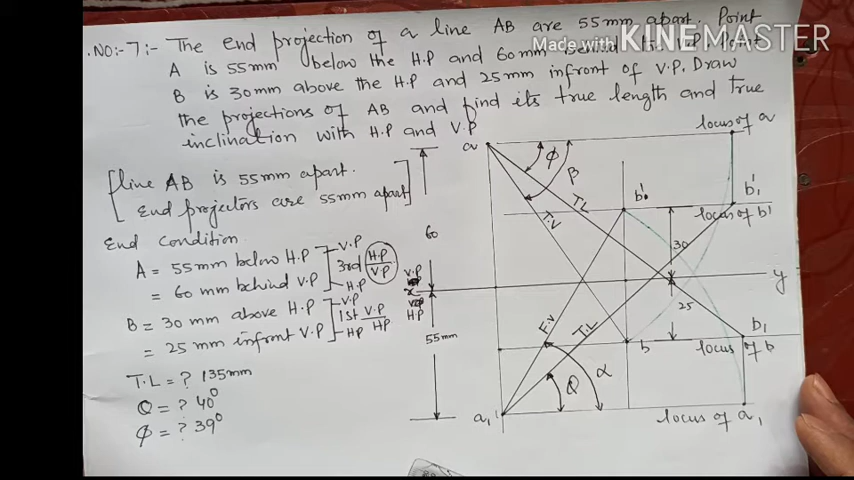 NO:-7:- The end projection of a line AB are 55mm apart. Point
A is 55mm below the H.P and 60mm
B is 30mm above the H.P and 25mm infront of V.P. Draw
the projections of AB and find its true length and true
inclination with H.P and V.P
Made with KINEMASTER
[line AB is 55mm apart.
End projectors are 55mm apart]
End condition
A = 55mm below H.P
= 60 mm behind V.P
V.P
3rd H.P
V.P
H.P
B = 30 mm above H.P
= 25 mm infront V.P
V.P
1st V.P
HP
HP
T.L = ? 135mm
Q = ? 40°
φ = ? 39°
a
φ
β
locus of a
b'
b'1
locus of b'
T.L
T.V
60
30
V.P
x
V.P
H.P
y
25
55mm
F.V
T.L
b
b1
locus of b
Q
α
a1'
locus of a1